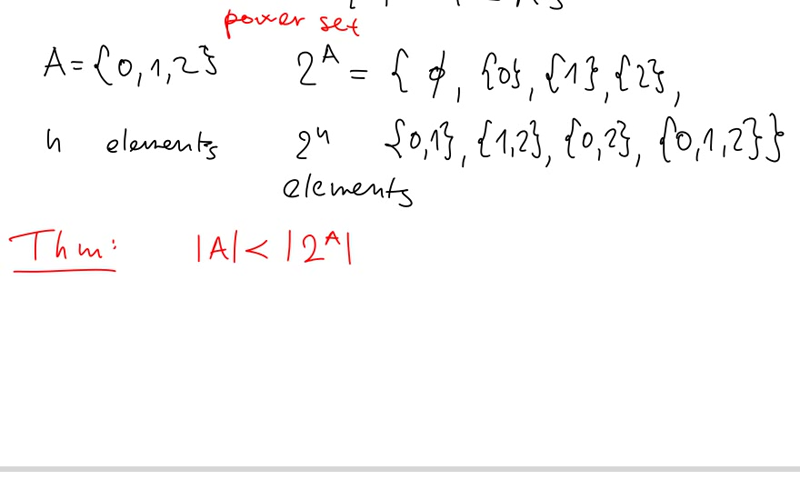 power set
A = {0,1,2} 2^A = { ∅, {0}, {1}, {2},
n elements 2^n {0,1}, {1,2}, {0,2}, {0,1,2}}
elements
Thm: |A| < |2^A|